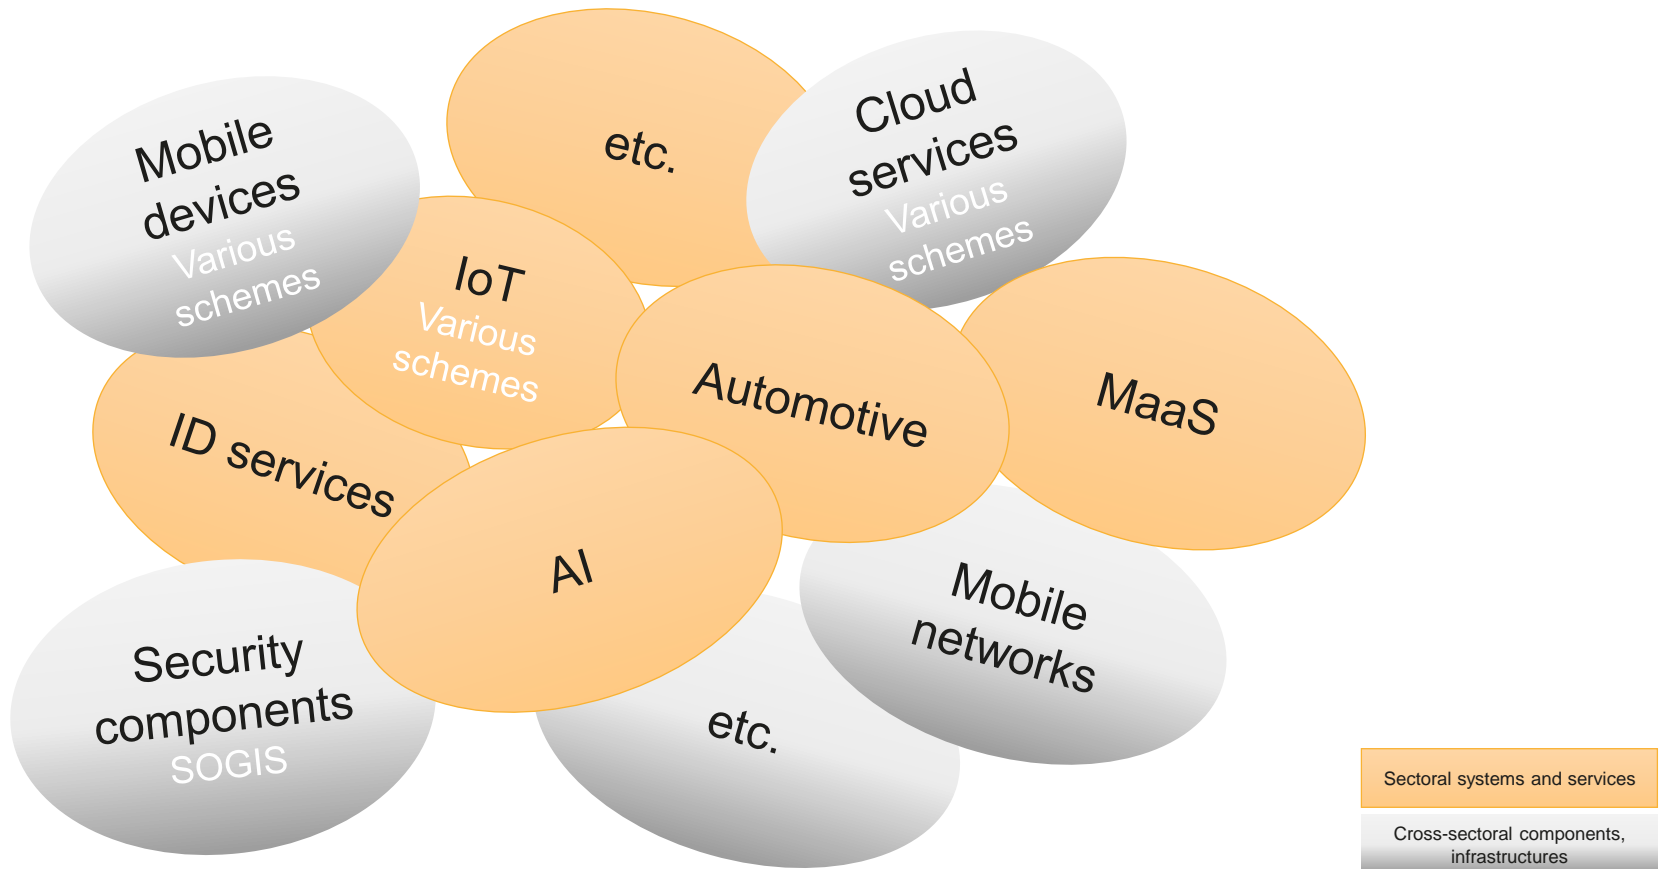 etc.
Cloud
services
Various
schemes
Mobile
devices
Various
schemes
IoT
Various
schemes
Automotive
MaaS
ID services
AI
Mobile
networks
Security
components
SOGIS
etc.
Sectoral systems and services
Cross-sectoral components,
infrastructures